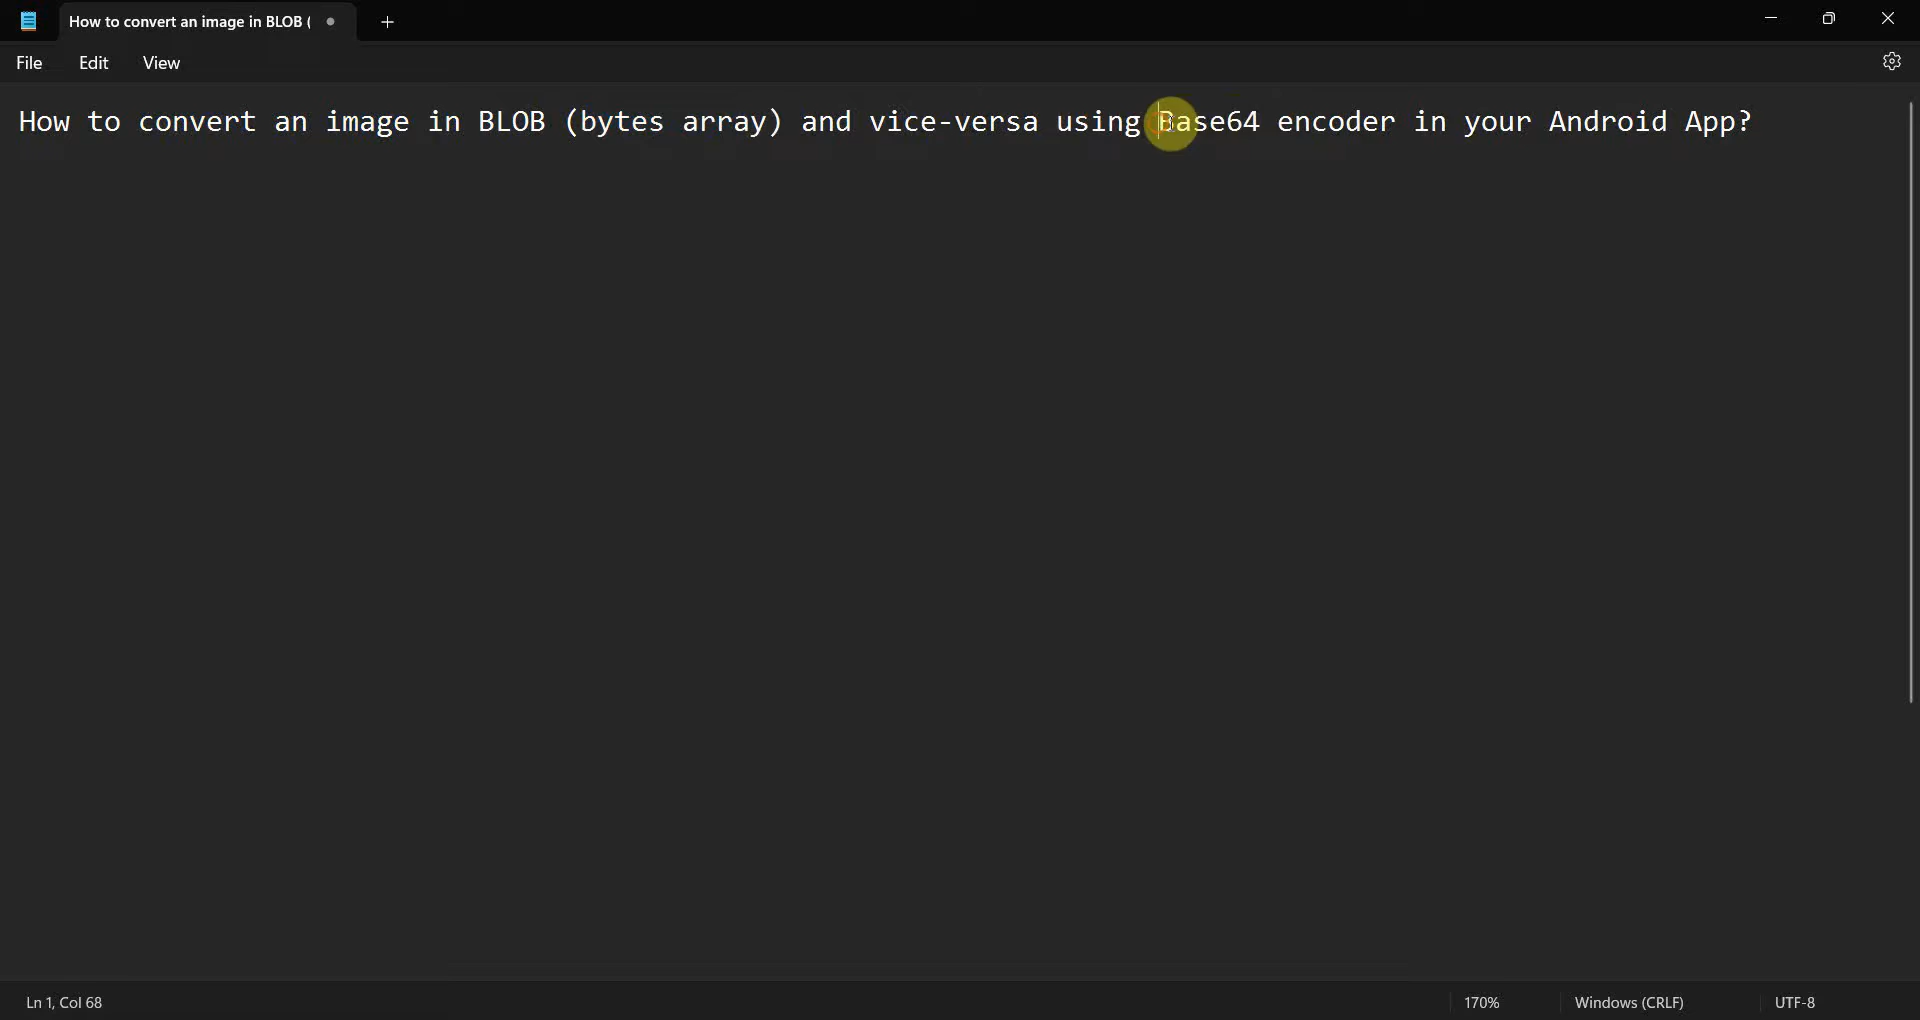 How to convert an image in BLOB (
File Edit View
How to convert an image in BLOB (bytes array) and vice-versa using Base64 encoder in your Android App?
Ln 1, Col 68 170% Windows (CRLF) UTF-8